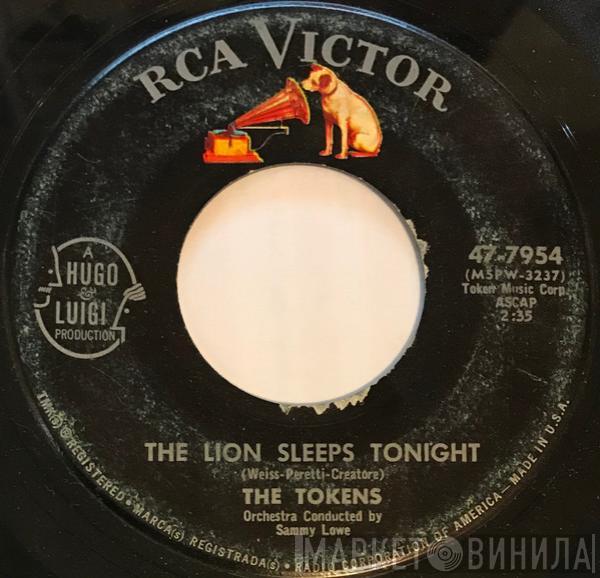 RCA VICTOR
A
HUGO
&
LUIGI
PRODUCTION
47-7954
(M5PW-3237)
Token Music Corp.
ASCAP
2:35
THE LION SLEEPS TONIGHT
(Weiss-Peretti-Creatore)
THE TOKENS
Orchestra Conducted by
Sammy Lowe
TMK(s) ® REGISTERED • MARCA(s) REGISTRADA(s) • RADIO CORPORATION OF AMERICA — MADE IN U.S.A.
МАРКЕТ ВИНИЛА